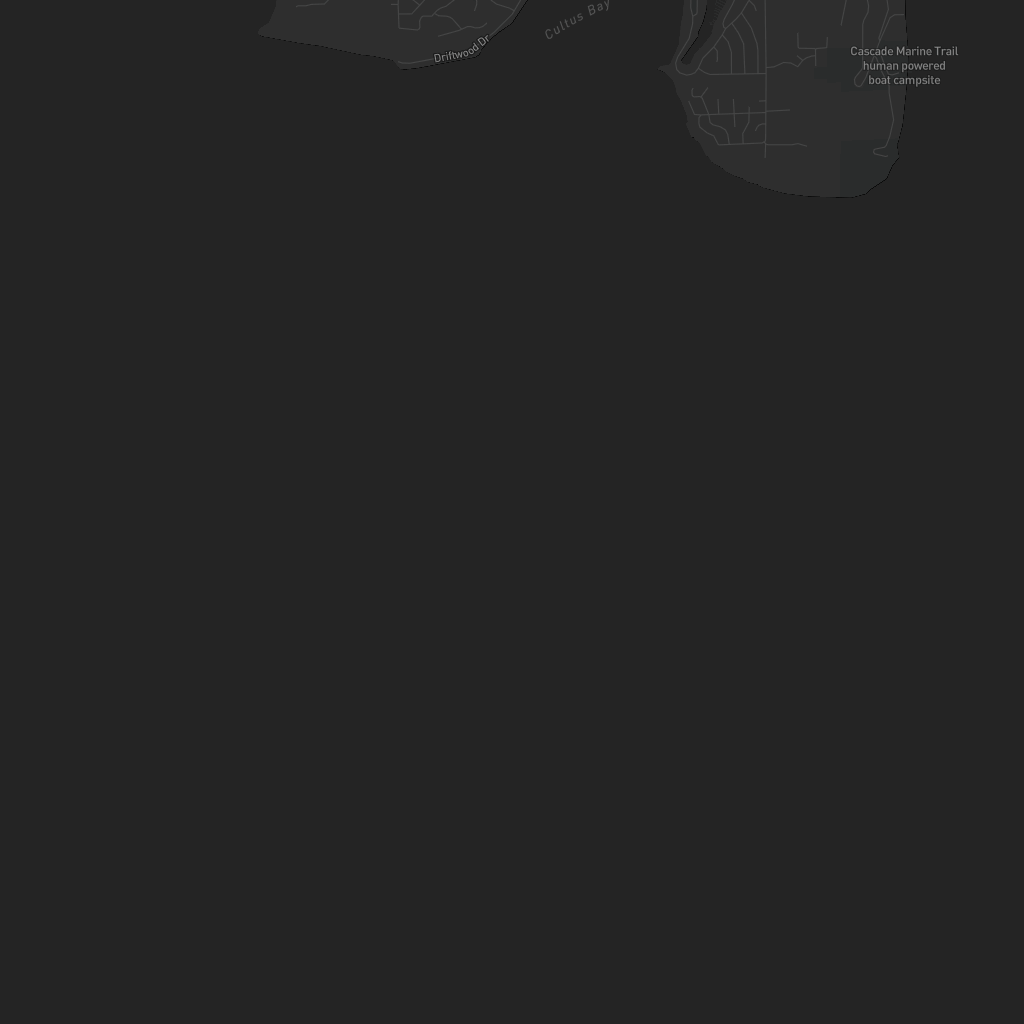 Cultus Bay
Driftwood Dr
Cascade Marine Trail
human powered
boat campsite